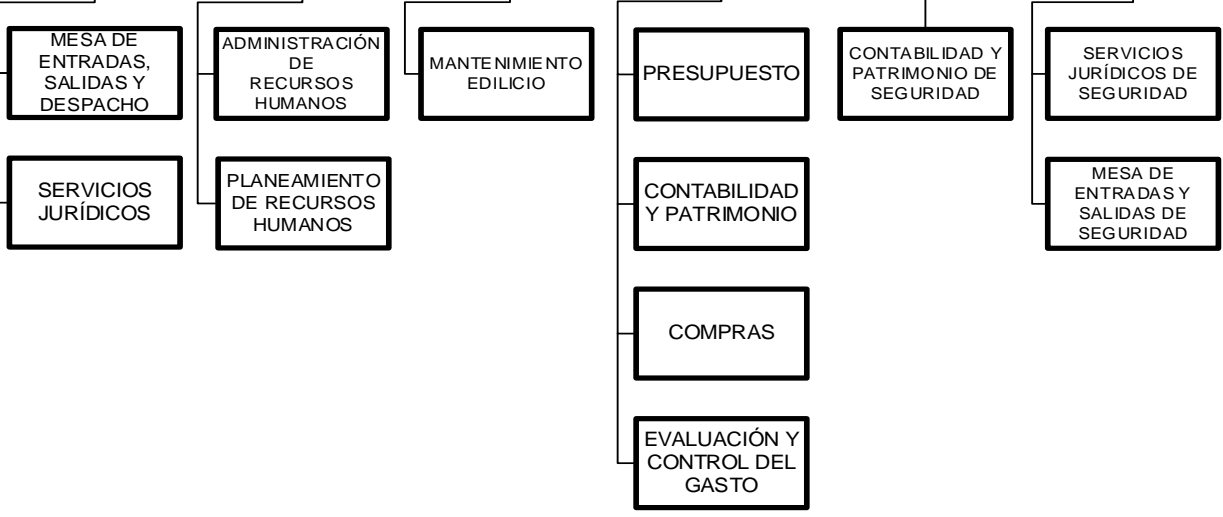 MESA DE
ENTRADAS,
SALIDAS Y
DESPACHO
SERVICIOS
JURÍDICOS
ADMINISTRACIÓN
DE
RECURSOS
HUMANOS
PLANEAMIENTO
DE RECURSOS
HUMANOS
MANTENIMIENTO
EDILICIO
PRESUPUESTO
CONTABILIDAD
Y PATRIMONIO
COMPRAS
EVALUACIÓN Y
CONTROL DEL
GASTO
CONTABILIDAD Y
PATRIMONIO DE
SEGURIDAD
SERVICIOS
JURÍDICOS DE
SEGURIDAD
MESA DE
ENTRADAS Y
SALIDAS DE
SEGURIDAD